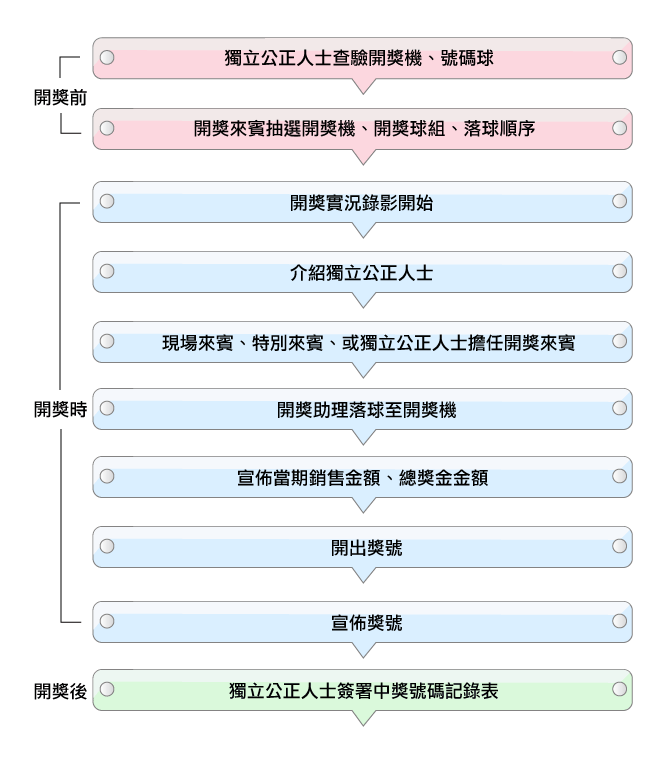 獨立公正人士查驗開獎機、號碼球
開獎前
開獎來賓抽選開獎機、開獎球組、落球順序
開獎實況錄影開始
介紹獨立公正人士
現場來賓、特別來賓、或獨立公正人士擔任開獎來賓
開獎時
開獎助理落球至開獎機
宣佈當期銷售金額、總獎金金額
開出獎號
宣佈獎號
開獎後
獨立公正人士簽署中獎號碼記錄表